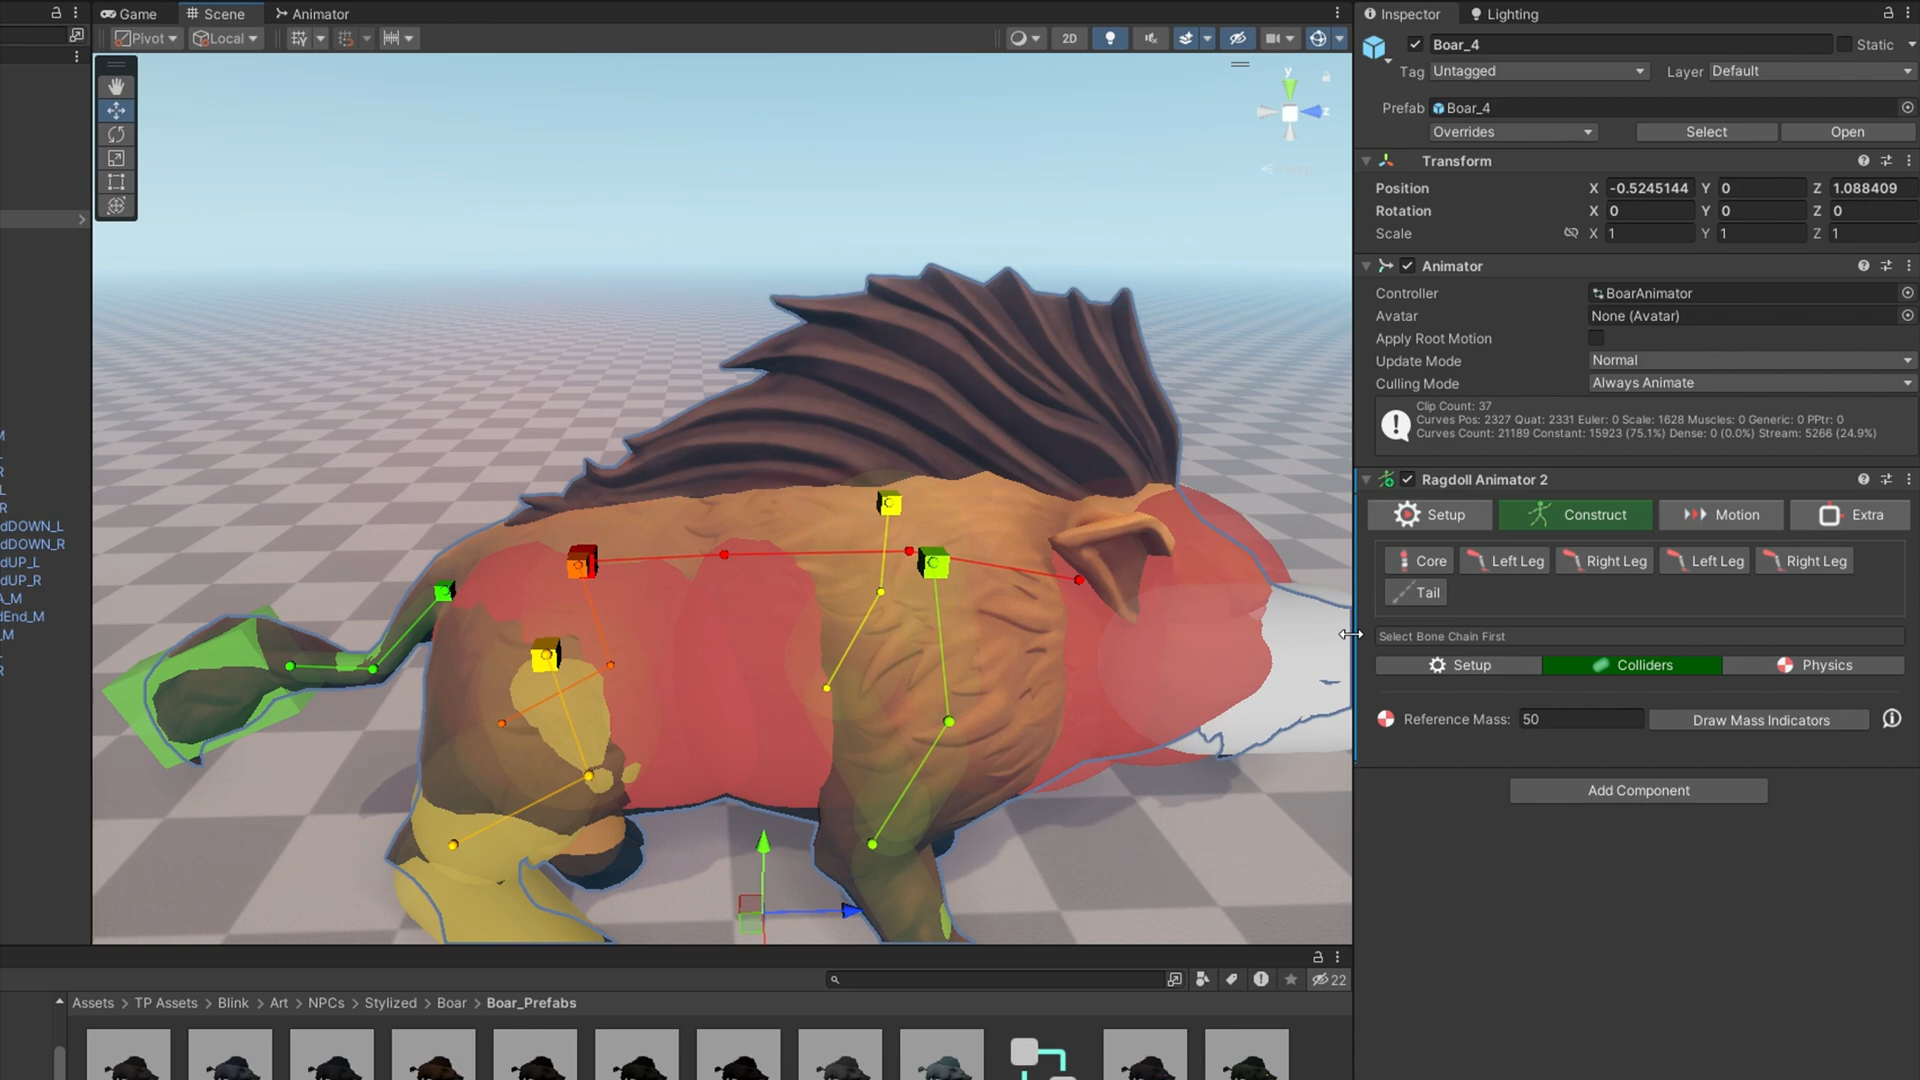 Game Scene Animator
Pivot Local 2D
y
z
Persp
M
L
R
L
R
dDOWN_L
dDOWN_R
dUP_L
dUP_R
A_M
dEnd_M
_M
R
22
Assets > TP Assets > Blink > Art > NPCs > Stylized > Boar > Boar_Prefabs
Inspector Lighting
Boar_4 Static
Tag Untagged Layer Default
Prefab Boar_4
Overrides Select Open
Transform
Position X -0.5245144 Y 0 Z 1.088409
Rotation X 0 Y 0 Z 0
Scale X 1 Y 1 Z 1
Animator
Controller BoarAnimator
Avatar None (Avatar)
Apply Root Motion
Update Mode Normal
Culling Mode Always Animate
Clip Count: 37
Curves Pos: 2327 Quat: 2331 Euler: 0 Scale: 1628 Muscles: 0 Generic: 0 PPtr: 0
Curves Count: 21189 Constant: 15923 (75.1%) Dense: 0 (0.0%) Stream: 5266 (24.9%)
Ragdoll Animator 2
Setup Construct Motion Extra
Core Left Leg Right Leg Left Leg Right Leg
Tail
Select Bone Chain First
Setup Colliders Physics
Reference Mass: 50 Draw Mass Indicators
Add Component